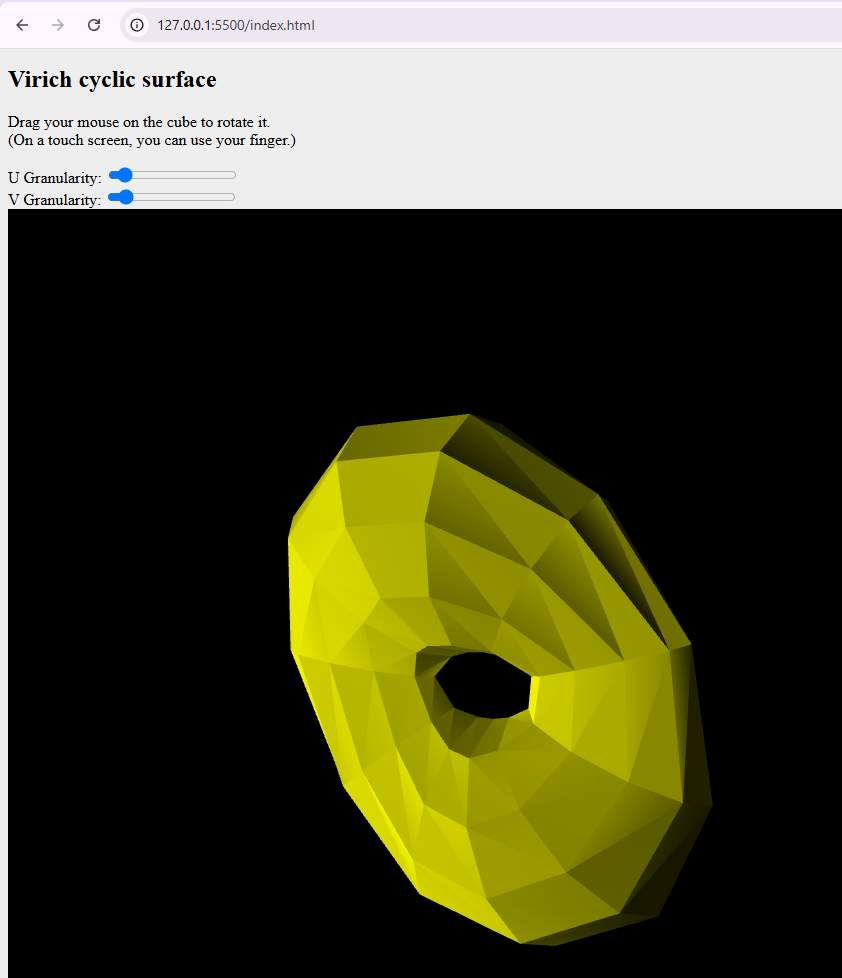 127.0.0.1:5500/index.html
Virich cyclic surface
Drag your mouse on the cube to rotate it.
(On a touch screen, you can use your finger.)
U Granularity:
V Granularity: